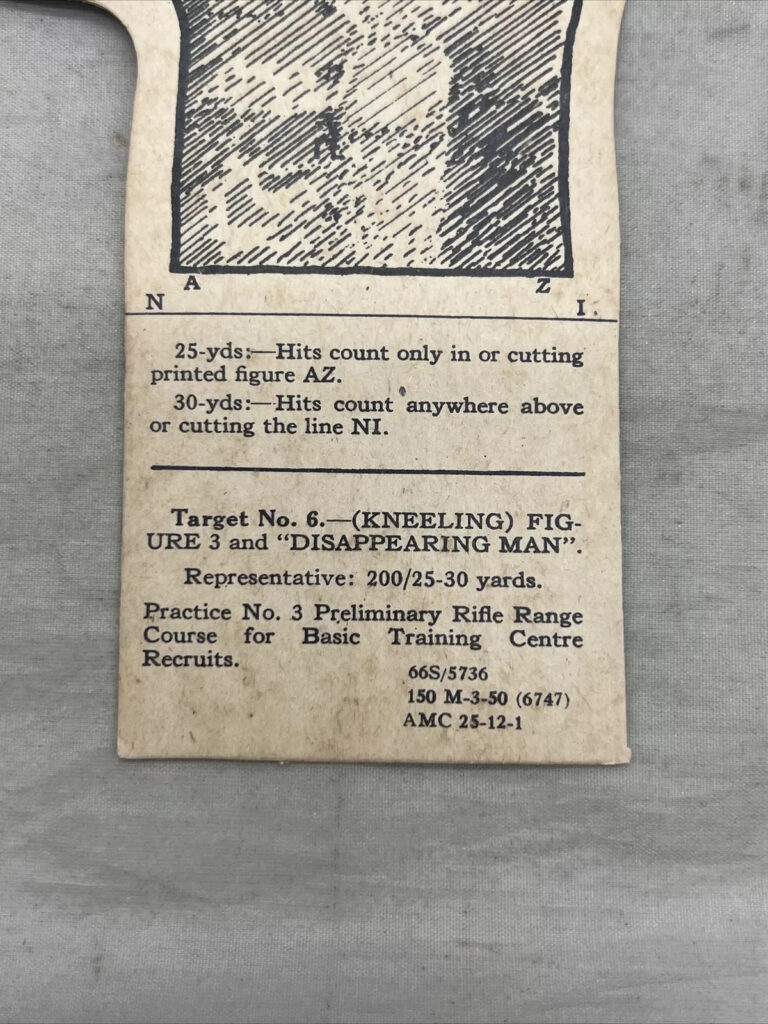 A Z
N I.
25-yds:—Hits count only in or cutting
printed figure AZ.
30-yds:—Hits count anywhere above
or cutting the line NI.
Target No. 6.—(KNEELING) FIG-
URE 3 and "DISAPPEARING MAN".
Representative: 200/25-30 yards.
Practice No. 3 Preliminary Rifle Range
Course for Basic Training Centre
Recruits.
66S/5736
150 M-3-50 (6747)
AMC 25-12-1